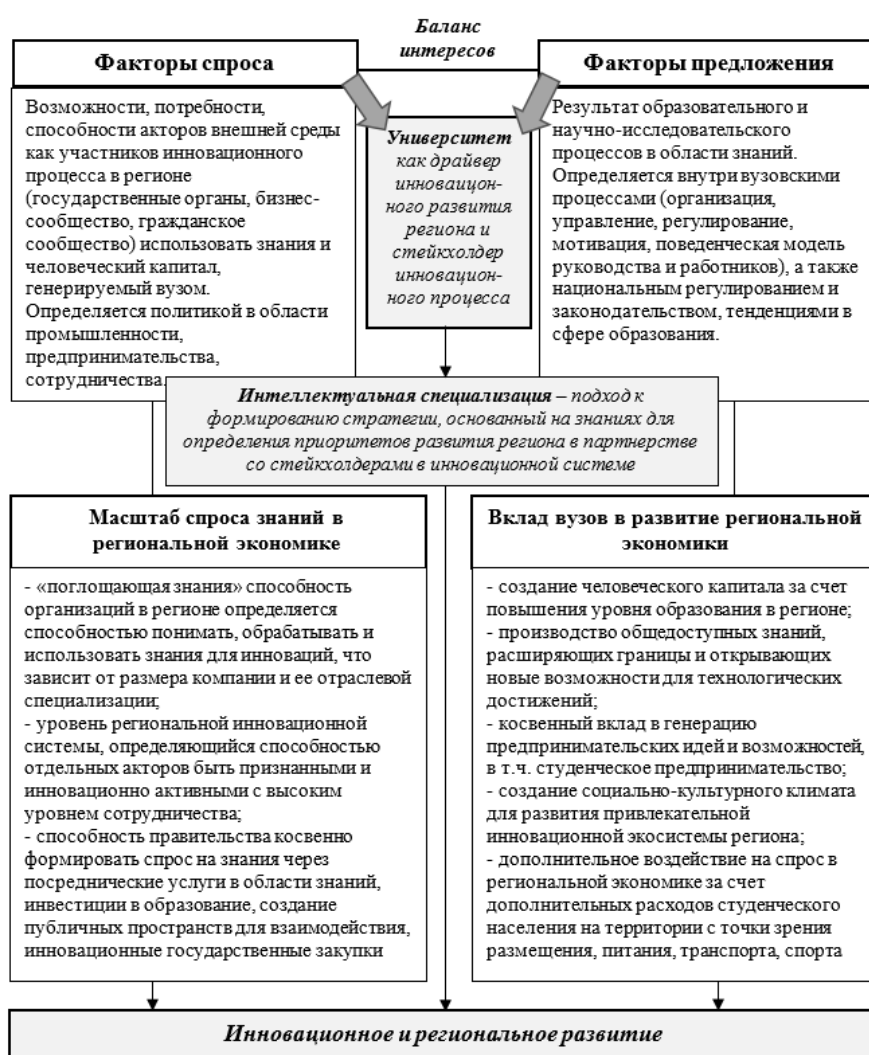 Баланс
интересов
Факторы спроса
Факторы предложения
Возможности, потребности,
способности акторов внешней среды
как участников инновационного
процесса в регионе
(государственные органы, бизнес-
сообщество, гражданское
сообщество) использовать знания и
человеческий капитал,
генерируемый вузом.
Определяется политикой в области
промышленности,
предпринимательства,
сотрудничества.
Университет
как драйвер
инноваицон-
ного развития
региона и
стейкхолдер
инновацион-
ного процесса
Результат образовательного и
научно-исследовательского
процессов в области знаний.
Определяется внутри вузовскими
процессами (организация,
управление, регулирование,
мотивация, поведенческая модель
руководства и работников), а также
национальным регулированием и
законодательством, тенденциями в
сфере образования.
Интеллектуальная специализация – подход к
формированию стратегии, основанный на знаниях для
определения приоритетов развития региона в партнерстве
со стейкхолдерами в инновационной системе
Масштаб спроса знаний в
региональной экономике
- «поглощающая знания» способность
организаций в регионе определяется
способностью понимать, обрабатывать и
использовать знания для инноваций, что
зависит от размера компании и ее отраслевой
специализации;
- уровень региональной инновационной
системы, определяющийся способностью
отдельных акторов быть признанными и
инновационно активными с высоким
уровнем сотрудничества;
- способность правительства косвенно
формировать спрос на знания через
посреднические услуги в области знаний,
инвестиции в образование, создание
публичных пространств для взаимодействия,
инновационные государственные закупки
Вклад вузов в развитие региональной
экономики
- создание человеческого капитала за счет
повышения уровня образования в регионе;
- производство общедоступных знаний,
расширяющих границы и открывающих
новые возможности для технологических
достижений;
- косвенный вклад в генерацию
предпринимательских идей и возможностей,
в т.ч. студенческое предпринимательство;
- создание социально-культурного климата
для развития привлекательной
инновационной экосистемы региона;
- дополнительное воздействие на спрос в
региональной экономике за счет
дополнительных расходов студенческого
населения на территории с точки зрения
размещения, питания, транспорта, спорта
Инновационное и региональное развитие